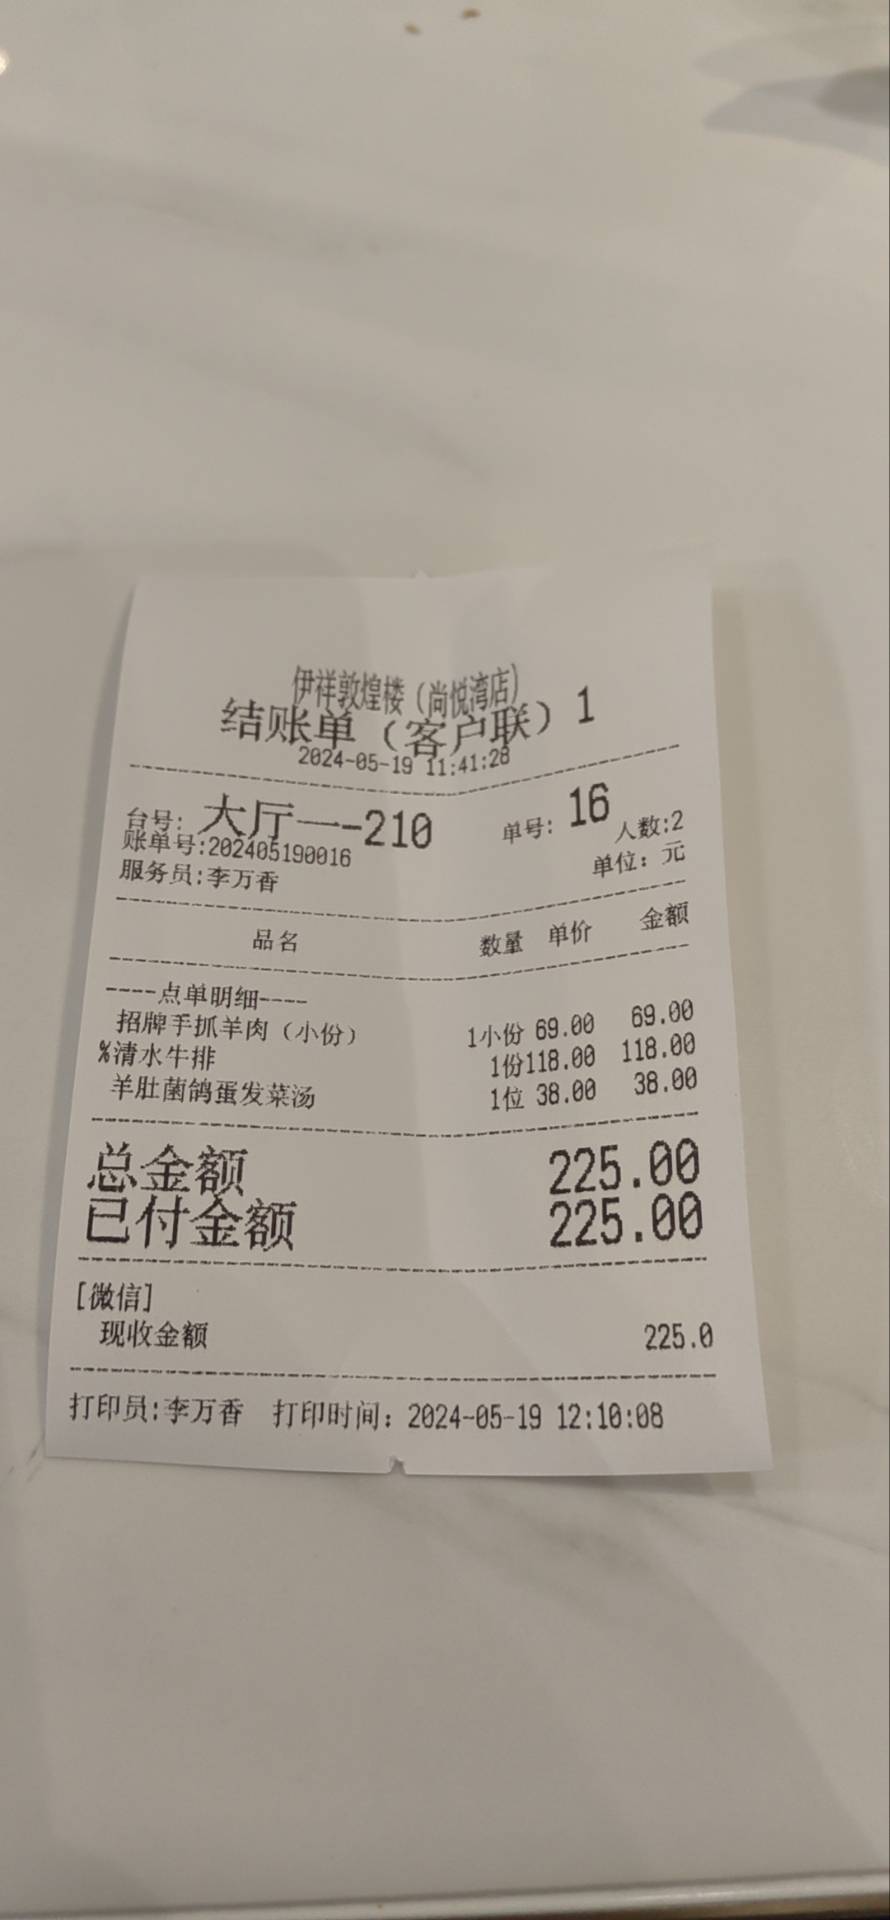 伊祥敦煌楼（尚悦湾店）
结账单（客户联）1
2024-05-19 11:41:28
台号: 大厅一-210 单号: 16
账单号:202405190016 人数:2
服务员:李万香 单位: 元
品名 数量 单价 金额
----点单明细----
招牌手抓羊肉（小份） 1小份 69.00 69.00
%清水牛排 1份118.00 118.00
羊肚菌鸽蛋发菜汤 1位 38.00 38.00
总金额 225.00
已付金额 225.00
[微信]
现收金额 225.0
打印员:李万香 打印时间: 2024-05-19 12:10:08